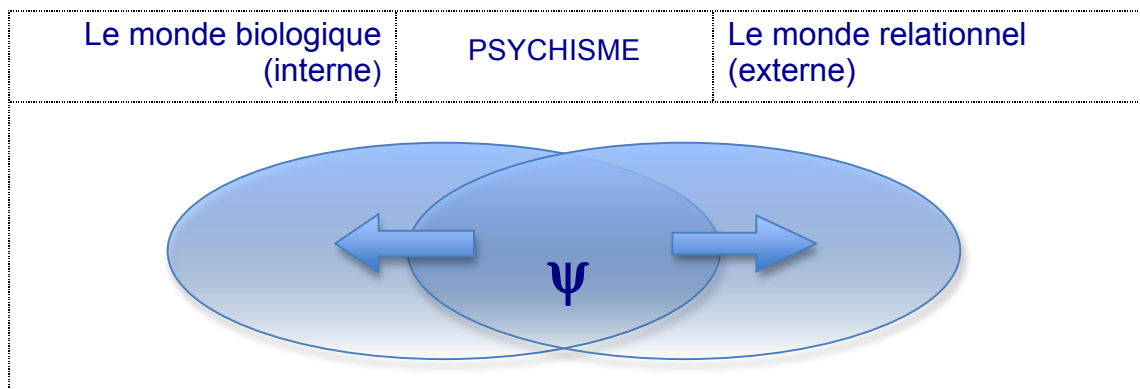 Le monde biologique
(interne)
PSYCHISME
Le monde relationnel
(externe)
ψ